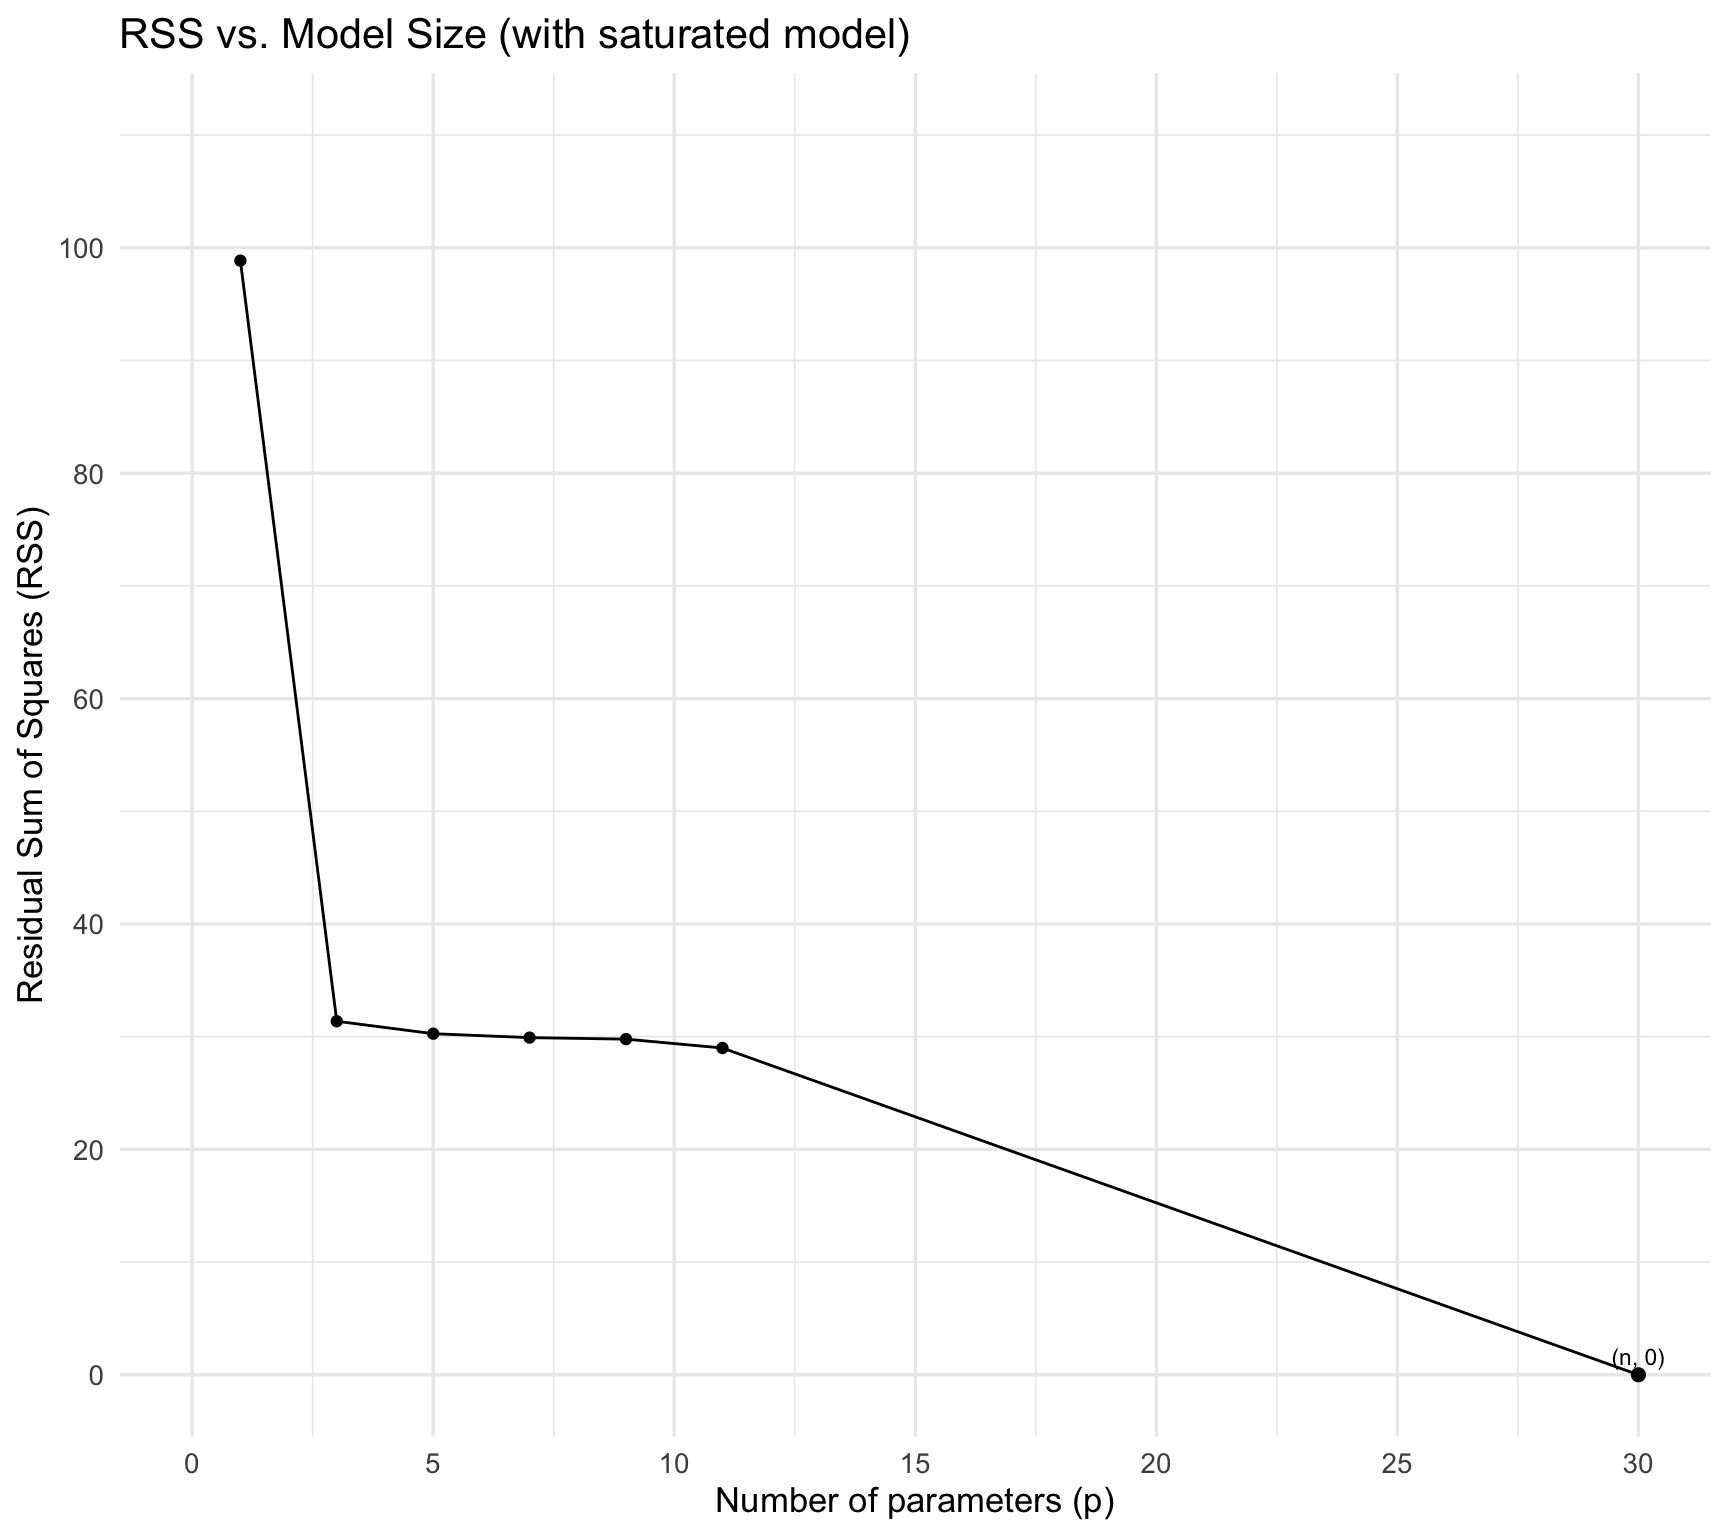 RSS vs. Model Size (with saturated model)
Residual Sum of Squares (RSS)
100
80
60
40
20
0
(n, 0)
0 5 10 15 20 25 30
Number of parameters (p)